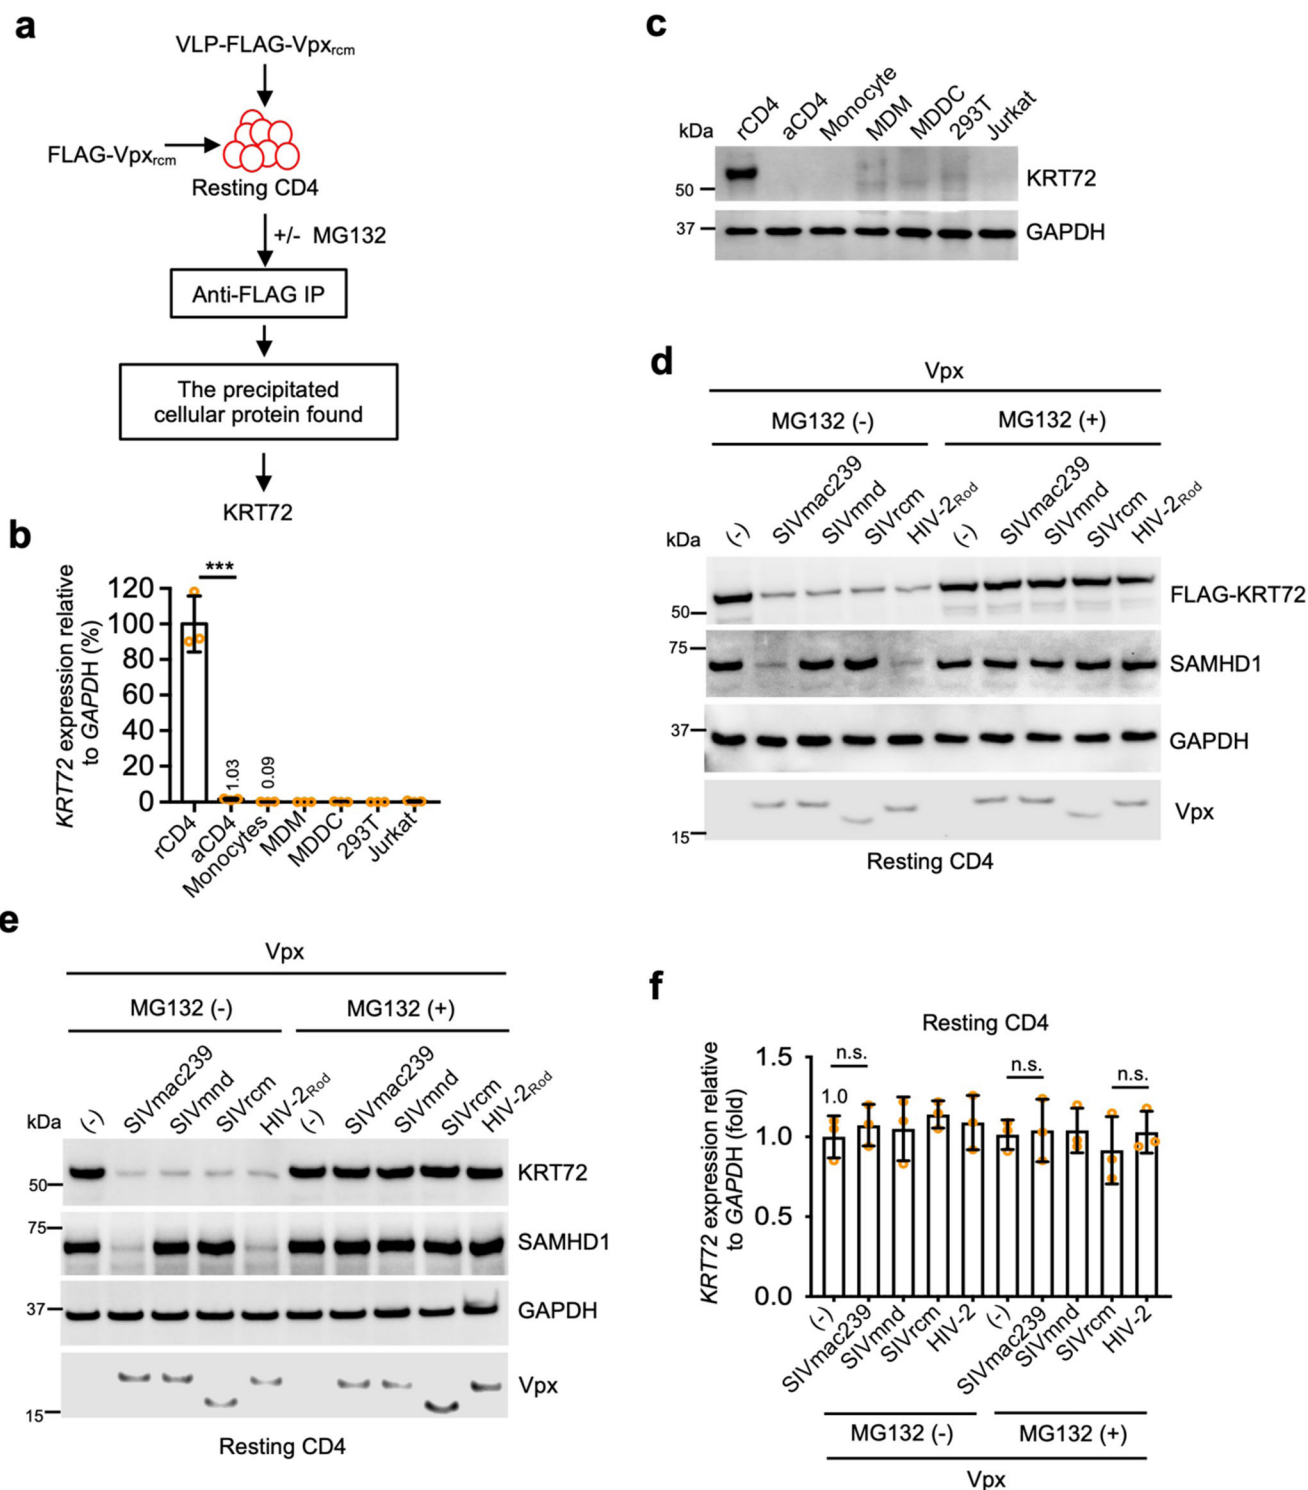 a
VLP-FLAG-Vpxrcm
FLAG-Vpxrcm
Resting CD4
+/- MG132
Anti-FLAG IP
The precipitated
cellular protein found
KRT72
b
KRT72 expression relative
to GAPDH (%)
120
100
80
60
40
20
0
***
1.03
0.09
rCD4
aCD4
Monocytes
MDM
MDDC
293T
Jurkat
c
kDa
rCD4
aCD4
Monocyte
MDM
MDDC
293T
Jurkat
50
KRT72
37
GAPDH
d
Vpx
MG132 (-)
MG132 (+)
kDa
(-)
SIVmac239
SIVmnd
SIVrcm
HIV-2Rod
(-)
SIVmac239
SIVmnd
SIVrcm
HIV-2Rod
50
FLAG-KRT72
75
SAMHD1
37
GAPDH
Vpx
15
Resting CD4
e
Vpx
MG132 (-)
MG132 (+)
kDa
(-)
SIVmac239
SIVmnd
SIVrcm
HIV-2Rod
(-)
SIVmac239
SIVmnd
SIVrcm
HIV-2Rod
50
KRT72
75
SAMHD1
37
GAPDH
Vpx
15
Resting CD4
f
Resting CD4
KRT72 expression relative
to GAPDH (fold)
1.5
1.0
0.5
0.0
n.s.
n.s.
n.s.
1.0
(-)
SIVmac239
SIVmnd
SIVrcm
HIV-2
(-)
SIVmac239
SIVmnd
SIVrcm
HIV-2
MG132 (-)
MG132 (+)
Vpx